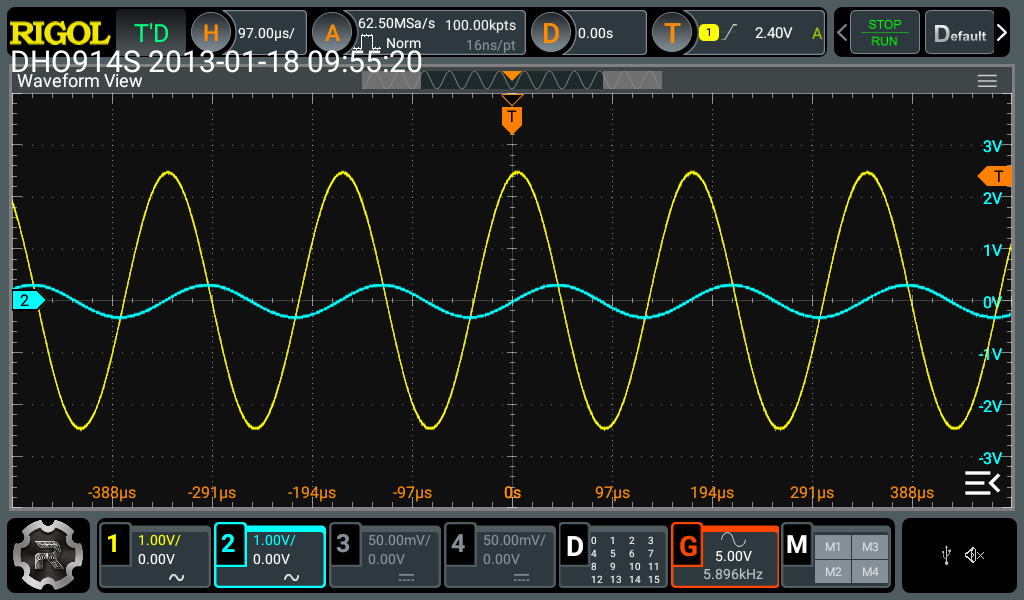 RIGOL T'D H 97.00µs/ A 62.50MSa/s 100.00kpts D 0.00s T 1 2.40V A STOP RUN Default
Norm 16ns/pt
DHO914S 2013-01-18 09:55:20
Waveform View
T
3V
T
2V
1V
2
0V
-1V
-2V
-3V
-388µs -291µs -194µs -97µs 0s 97µs 194µs 291µs 388µs
1 1.00V/ 0.00V
2 1.00V/ 0.00V
3 50.00mV/ 0.00V
4 50.00mV/ 0.00V
D
0 1 2 3
4 5 6 7
8 9 10 11
12 13 14 15
G 5.00V 5.896kHz
M M1 M3
M2 M4
R